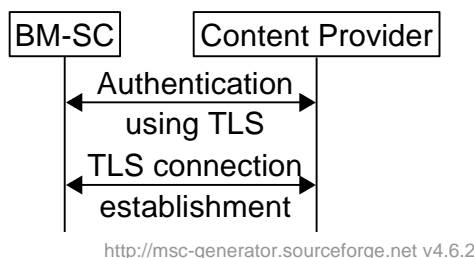 BM-SC Content Provider
Authentication
using TLS
TLS connection
establishment
http://msc-generator.sourceforge.net v4.6.2